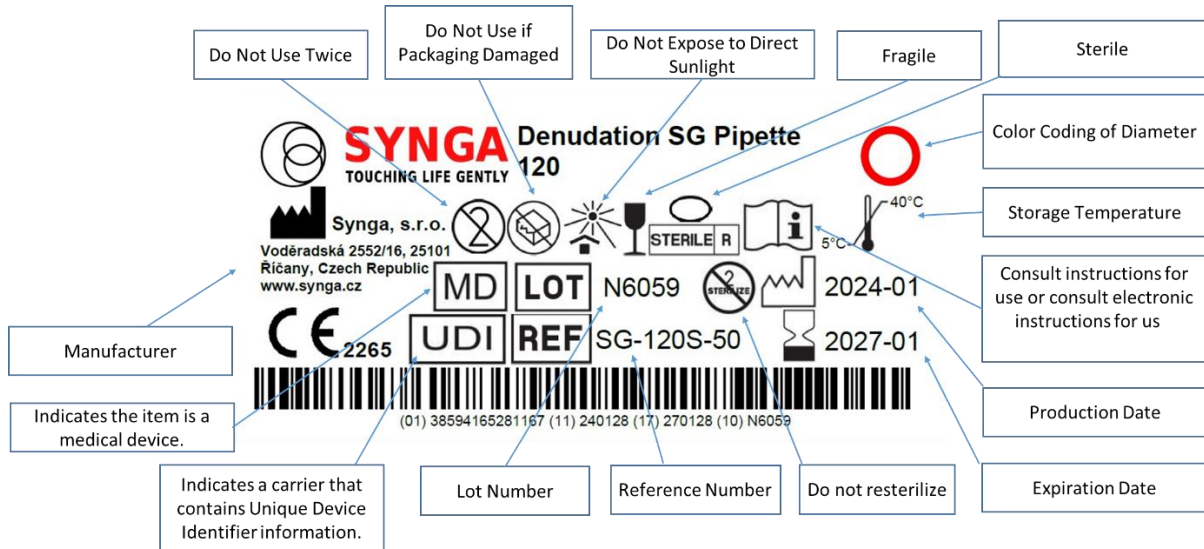 Do Not Use Twice
Do Not Use if
Packaging Damaged
Do Not Expose to Direct
Sunlight
Fragile
Sterile
Color Coding of Diameter
Storage Temperature
Consult instructions for
use or consult electronic
instructions for us
Production Date
Expiration Date
Manufacturer
Indicates the item is a
medical device.
Indicates a carrier that
contains Unique Device
Identifier information.
Lot Number
Reference Number
Do not resterilize
SYNGA
TOUCHING LIFE GENTLY
Denudation SG Pipette
120
Synga, s.r.o.
Voděradská 2552/16, 25101
Říčany, Czech Republic
www.synga.cz
2
STERILE R
i
40°C
5°C
MD LOT N6059
2
STERILIZE
2024-01
CE 2265
UDI REF SG-120S-50
2027-01
(01) 38594165281167 (11) 240128 (17) 270128 (10) N6059